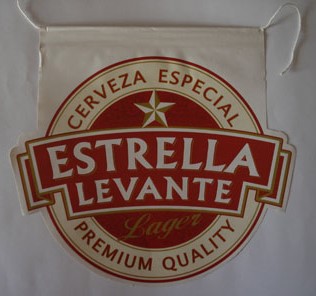 CERVEZA ESPECIAL
ESTRELLA
LEVANTE
Lager
PREMIUM QUALITY